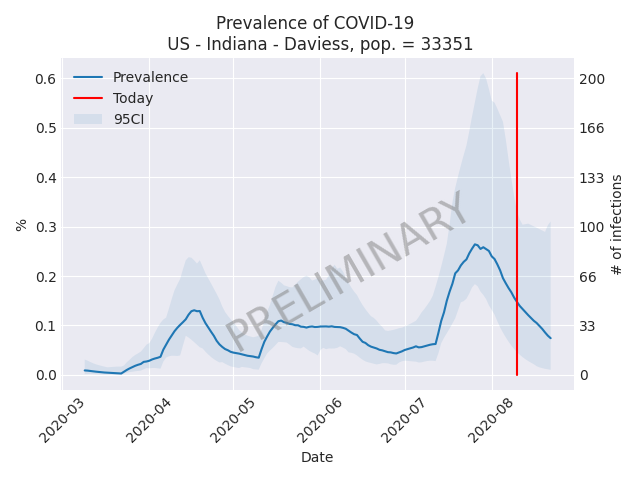 Prevalence of COVID-19
US - Indiana - Daviess, pop. = 33351
Prevalence
Today
95CI
PRELIMINARY
%
0.6
0.5
0.4
0.3
0.2
0.1
0.0
200
166
133
100
66
33
0
# of infections
2020-03
2020-04
2020-05
2020-06
2020-07
2020-08
Date